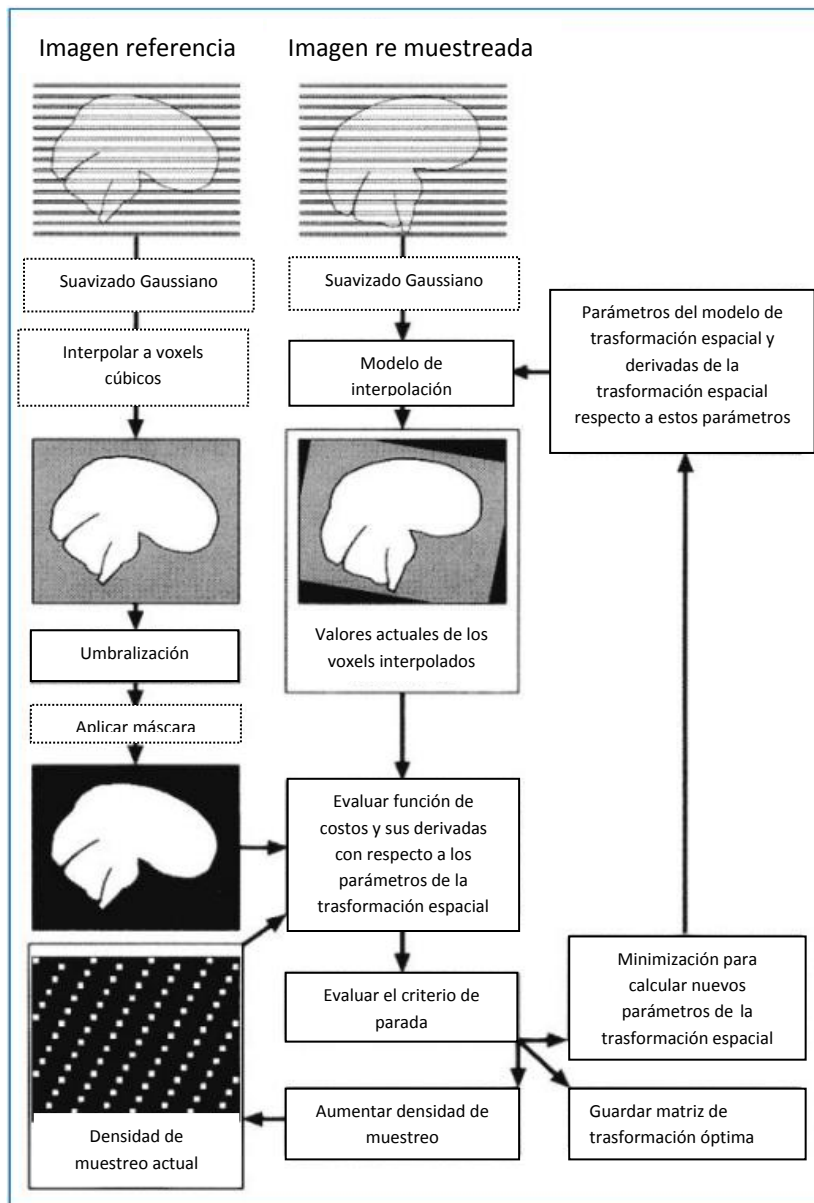 Imagen referencia
Imagen re muestreada
Suavizado Gaussiano
Suavizado Gaussiano
Interpolar a voxels
cúbicos
Modelo de
interpolación
Parámetros del modelo de
trasformación espacial y
derivadas de la
trasformación espacial
respecto a estos parámetros
Valores actuales de los
voxels interpolados
Umbralización
Aplicar máscara
Evaluar función de
costos y sus derivadas
con respecto a los
parámetros de la
trasformación espacial
Evaluar el criterio de
parada
Minimización para
calcular nuevos
parámetros de la
trasformación espacial
Aumentar densidad de
muestreo
Guardar matriz de
trasformación óptima
Densidad de
muestreo actual